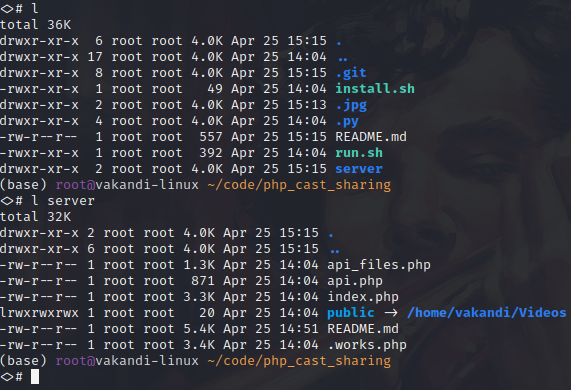 <># l
total 36K
drwxr-xr-x  6 root root 4.0K Apr 25 15:15 .
drwxr-xr-x 17 root root 4.0K Apr 25 14:04 ..
drwxr-xr-x  8 root root 4.0K Apr 25 15:15 .git
-rwxr-xr-x  1 root root   49 Apr 25 14:04 install.sh
drwxr-xr-x  2 root root 4.0K Apr 25 15:13 .jpg
drwxr-xr-x  4 root root 4.0K Apr 25 14:04 .py
-rw-r--r--  1 root root  557 Apr 25 15:15 README.md
-rwxr-xr-x  1 root root  392 Apr 25 14:04 run.sh
drwxr-xr-x  2 root root 4.0K Apr 25 15:15 server
(base) root@vakandi-linux ~/code/php_cast_sharing
<># l server
total 32K
drwxr-xr-x 2 root root 4.0K Apr 25 15:15 .
drwxr-xr-x 6 root root 4.0K Apr 25 15:15 ..
-rw-r--r-- 1 root root 1.3K Apr 25 14:04 api_files.php
-rw-r--r-- 1 root root  871 Apr 25 14:04 api.php
-rw-r--r-- 1 root root 3.3K Apr 25 14:04 index.php
lrwxrwxrwx 1 root root   20 Apr 25 14:04 public -> /home/vakandi/Videos
-rw-r--r-- 1 root root 5.4K Apr 25 14:51 README.md
-rw-r--r-- 1 root root 3.4K Apr 25 14:04 .works.php
(base) root@vakandi-linux ~/code/php_cast_sharing
<>#